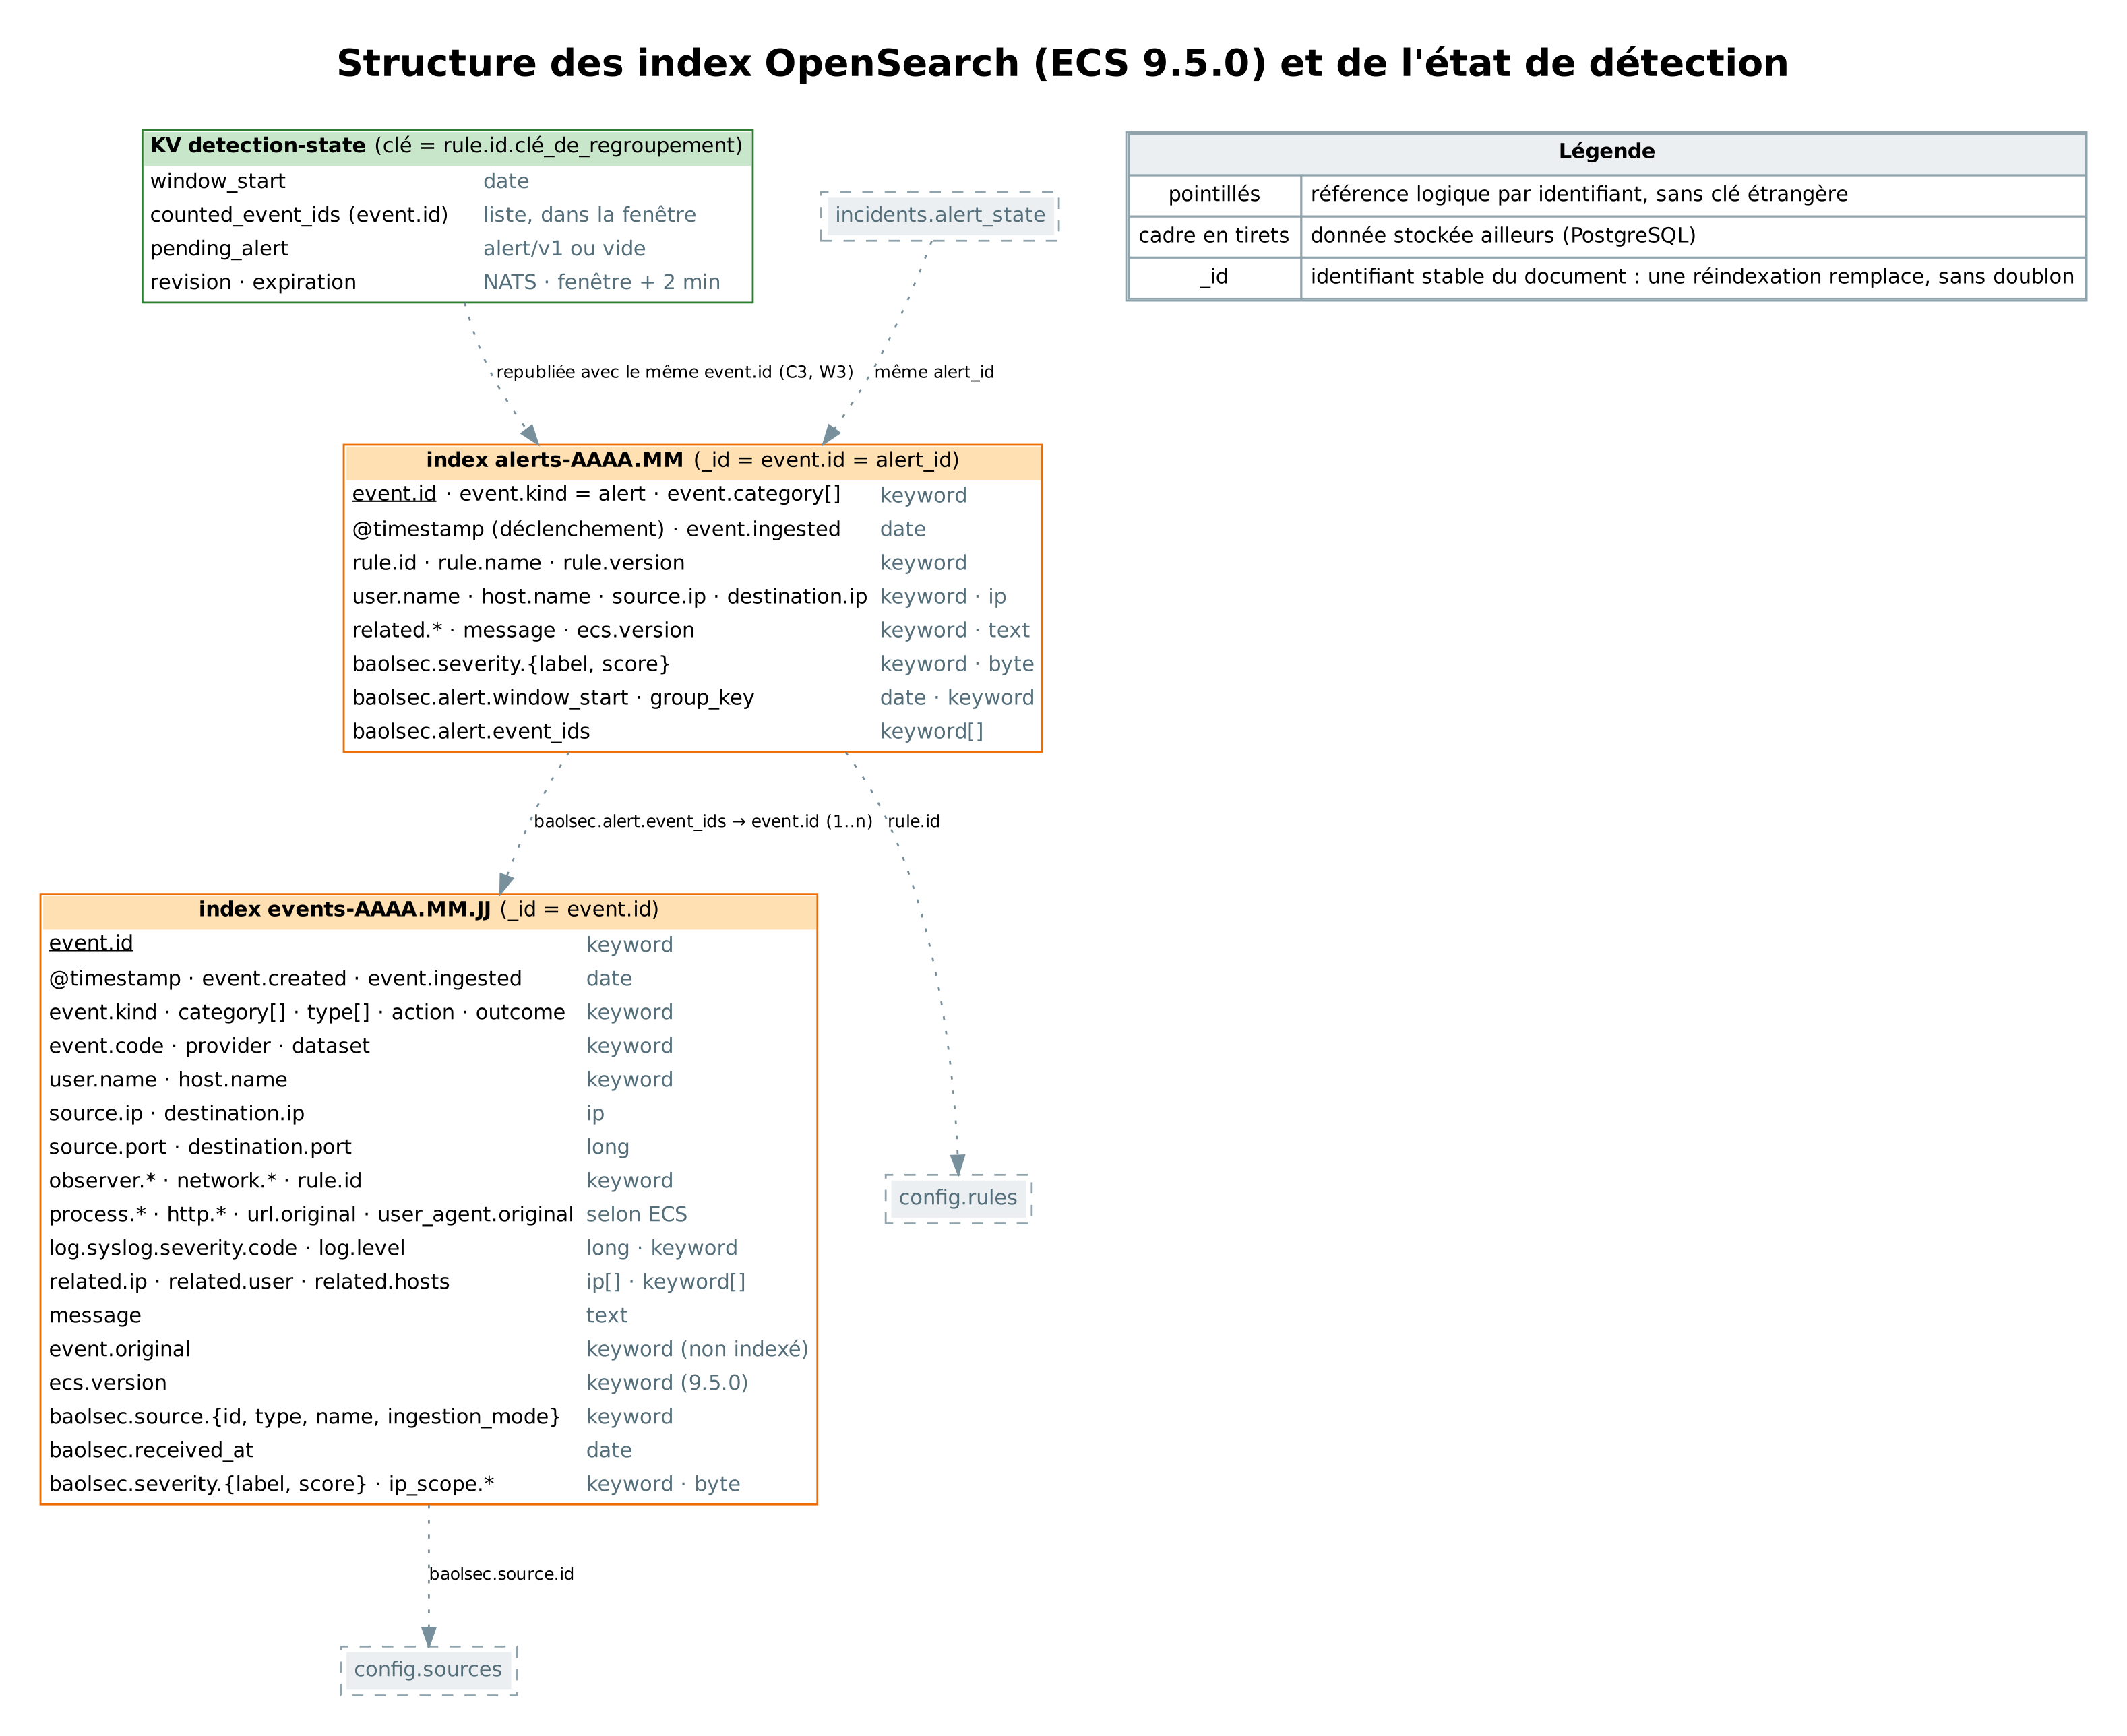 Structure des index OpenSearch (ECS 9.5.0) et de l'état de détection
KV detection-state (clé = rule.id.clé_de_regroupement)
window_start date
counted_event_ids (event.id) liste, dans la fenêtre
pending_alert alert/v1 ou vide
revision · expiration NATS · fenêtre + 2 min
incidents.alert_state
Légende
pointillés référence logique par identifiant, sans clé étrangère
cadre en tirets donnée stockée ailleurs (PostgreSQL)
_id identifiant stable du document : une réindexation remplace, sans doublon
republiée avec le même event.id (C3, W3)
même alert_id
index alerts-AAAA.MM (_id = event.id = alert_id)
event.id · event.kind = alert · event.category[] keyword
@timestamp (déclenchement) · event.ingested date
rule.id · rule.name · rule.version keyword
user.name · host.name · source.ip · destination.ip keyword · ip
related.* · message · ecs.version keyword · text
baolsec.severity.{label, score} keyword · byte
baolsec.alert.window_start · group_key date · keyword
baolsec.alert.event_ids keyword[]
baolsec.alert.event_ids → event.id (1..n)
rule.id
index events-AAAA.MM.JJ (_id = event.id)
event.id keyword
@timestamp · event.created · event.ingested date
event.kind · category[] · type[] · action · outcome keyword
event.code · provider · dataset keyword
user.name · host.name keyword
source.ip · destination.ip ip
source.port · destination.port long
observer.* · network.* · rule.id keyword
process.* · http.* · url.original · user_agent.original selon ECS
log.syslog.severity.code · log.level long · keyword
related.ip · related.user · related.hosts ip[] · keyword[]
message text
event.original keyword (non indexé)
ecs.version keyword (9.5.0)
baolsec.source.{id, type, name, ingestion_mode} keyword
baolsec.received_at date
baolsec.severity.{label, score} · ip_scope.* keyword · byte
config.rules
baolsec.source.id
config.sources